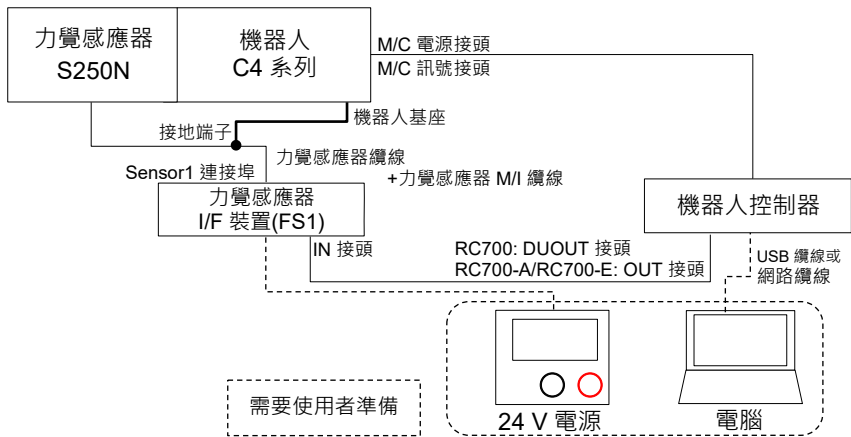 力覺感應器
S250N
機器人
C4 系列
M/C 電源接頭
M/C 訊號接頭
機器人基座
接地端子
力覺感應器纜線
+力覺感應器 M/I 纜線
Sensor1 連接埠
力覺感應器
I/F 裝置(FS1)
機器人控制器
IN 接頭
RC700: DUOUT 接頭
RC700-A/RC700-E: OUT 接頭
USB 纜線或
網路纜線
需要使用者準備
24 V 電源
電腦